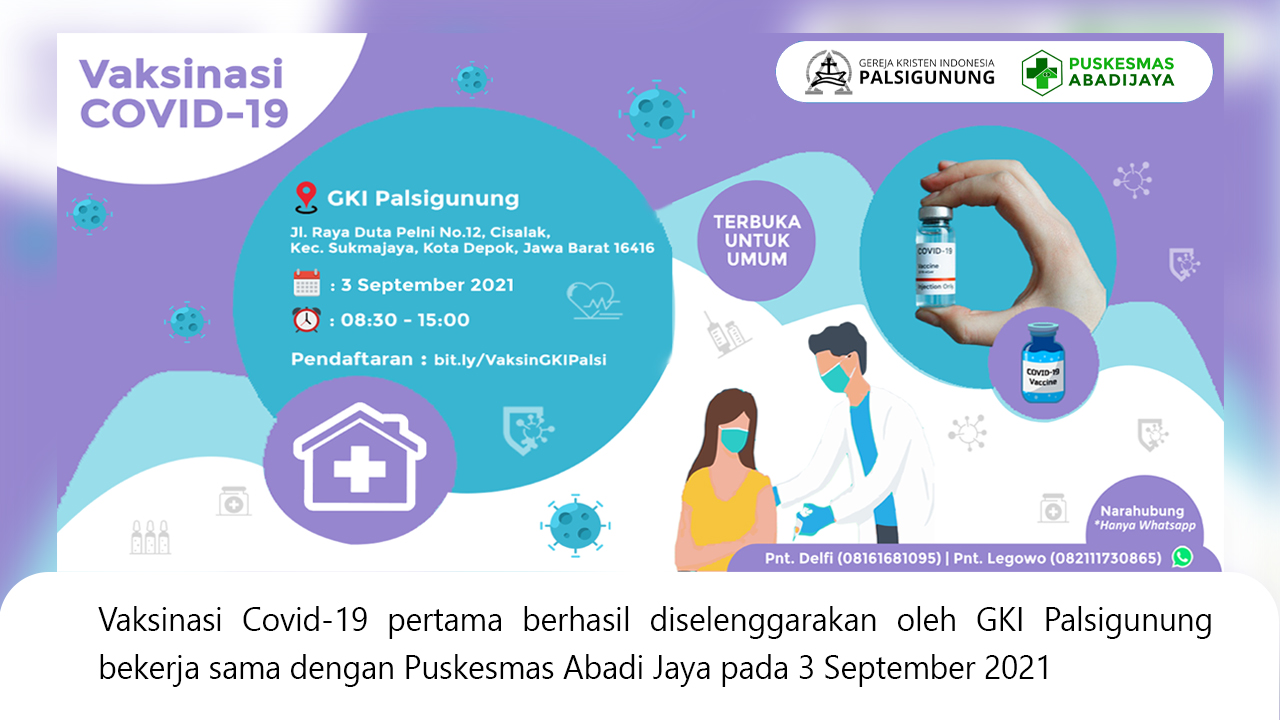 Vaksinasi
COVID-19
GEREJA KRISTEN INDONESIA
PALSIGUNUNG
PUSKESMAS
ABADIJAYA
GKI Palsigunung
Jl. Raya Duta Pelni No.12, Cisalak,
Kec. Sukmajaya, Kota Depok, Jawa Barat 16416
: 3 September 2021
: 08:30 - 15:00
Pendaftaran : bit.ly/VaksinGKIPalsi
TERBUKA
UNTUK
UMUM
COVID-19
Vaccine
Injection Only
COVID-19
Vaccine
Narahubung
*Hanya Whatsapp
Pnt. Delfi (08161681095) | Pnt. Legowo (082111730865)
Vaksinasi Covid-19 pertama berhasil diselenggarakan oleh GKI Palsigunung
bekerja sama dengan Puskesmas Abadi Jaya pada 3 September 2021